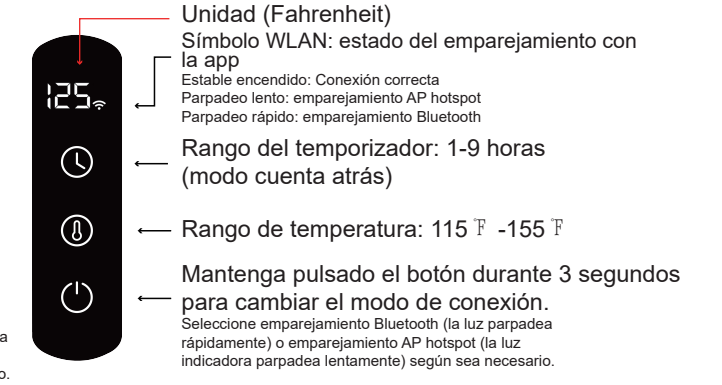 Unidad (Fahrenheit)
Símbolo WLAN: estado del emparejamiento con
la app
Estable encendido: Conexión correcta
Parpadeo lento: emparejamiento AP hotspot
Parpadeo rápido: emparejamiento Bluetooth
125
Rango del temporizador: 1-9 horas
(modo cuenta atrás)
Rango de temperatura: 115℉ -155℉
Mantenga pulsado el botón durante 3 segundos
para cambiar el modo de conexión.
Seleccione emparejamiento Bluetooth (la luz parpadea
rápidamente) o emparejamiento AP hotspot (la luz
indicadora parpadea lentamente) según sea necesario.
a
o.